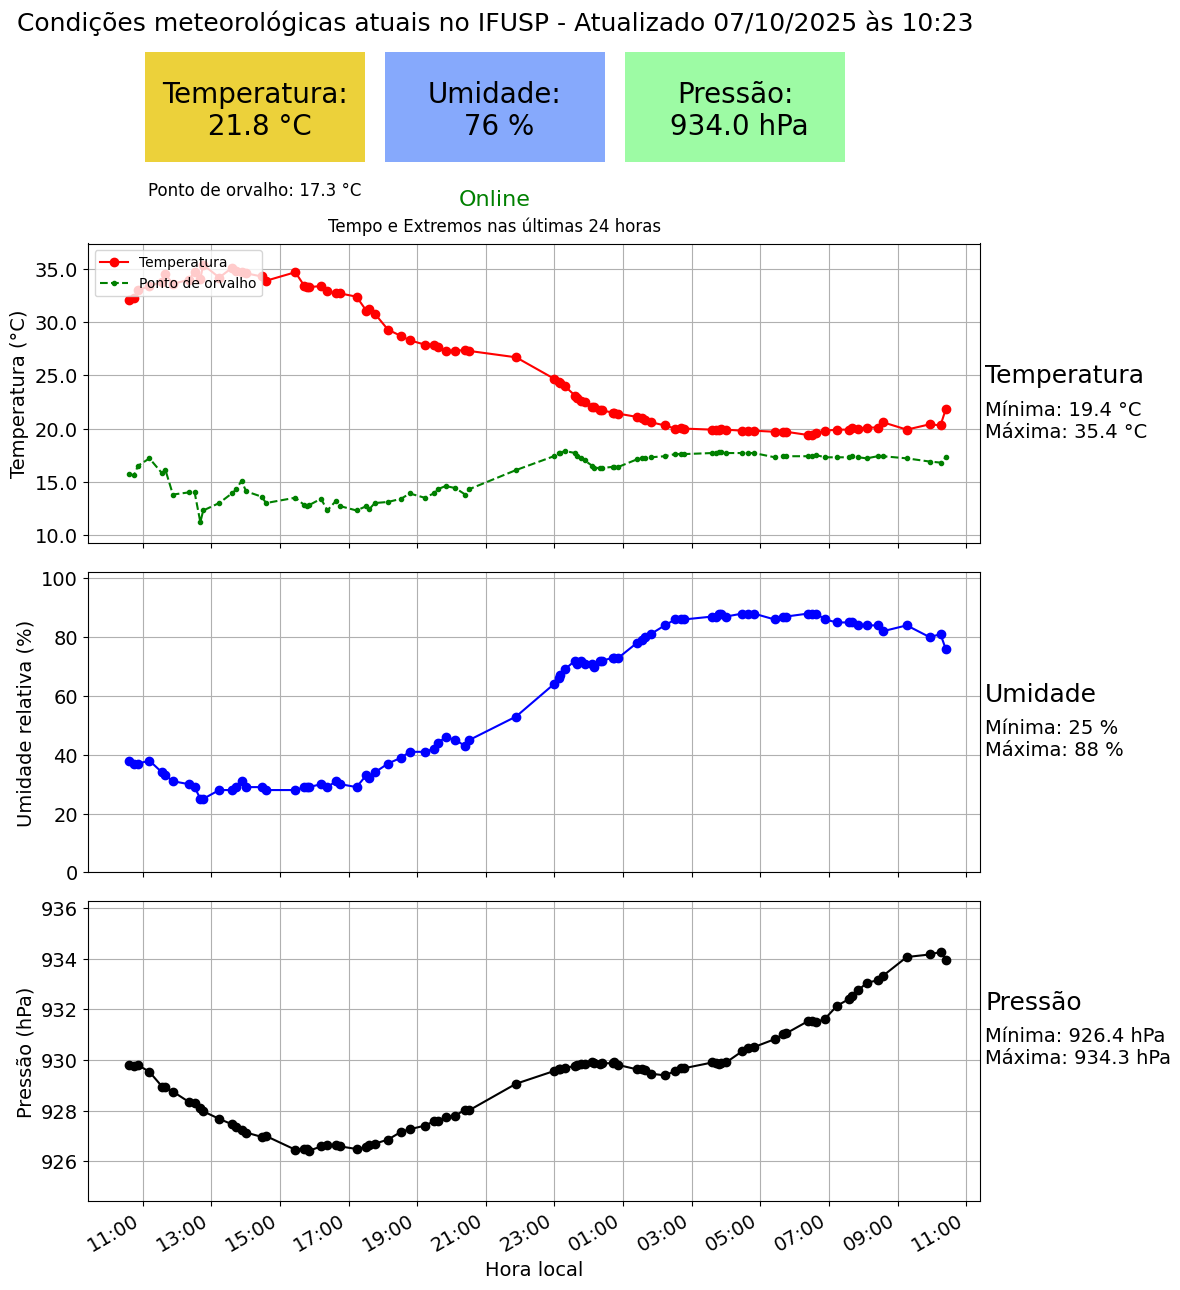 Condições meteorológicas atuais no IFUSP - Atualizado 07/10/2025 às 10:23
Temperatura:
21.8 °C
Umidade:
76 %
Pressão:
934.0 hPa
Ponto de orvalho: 17.3 °C
Online
Tempo e Extremos nas últimas 24 horas
Temperatura
Ponto de orvalho
Temperatura (°C)
35.0
30.0
25.0
20.0
15.0
10.0
Temperatura
Mínima: 19.4 °C
Máxima: 35.4 °C
Umidade relativa (%)
100
80
60
40
20
0
Umidade
Mínima: 25 %
Máxima: 88 %
Pressão (hPa)
936
934
932
930
928
926
Pressão
Mínima: 926.4 hPa
Máxima: 934.3 hPa
11:00 13:00 15:00 17:00 19:00 21:00 23:00 01:00 03:00 05:00 07:00 09:00 11:00
Hora local